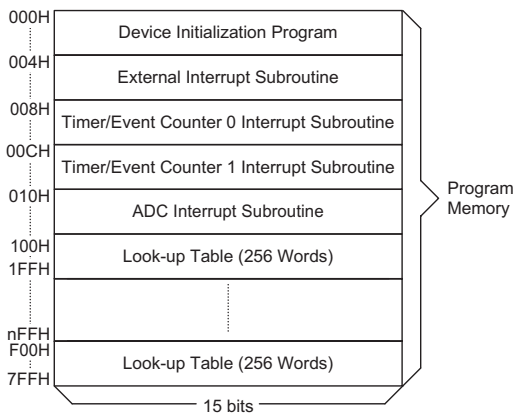 000H
Device Initialization Program
004H
External Interrupt Subroutine
008H
Timer/Event Counter 0 Interrupt Subroutine
00CH
Timer/Event Counter 1 Interrupt Subroutine
010H
ADC Interrupt Subroutine
Program
Memory
100H
Look-up Table (256 Words)
1FFH
nFFH
F00H
Look-up Table (256 Words)
7FFH
15 bits